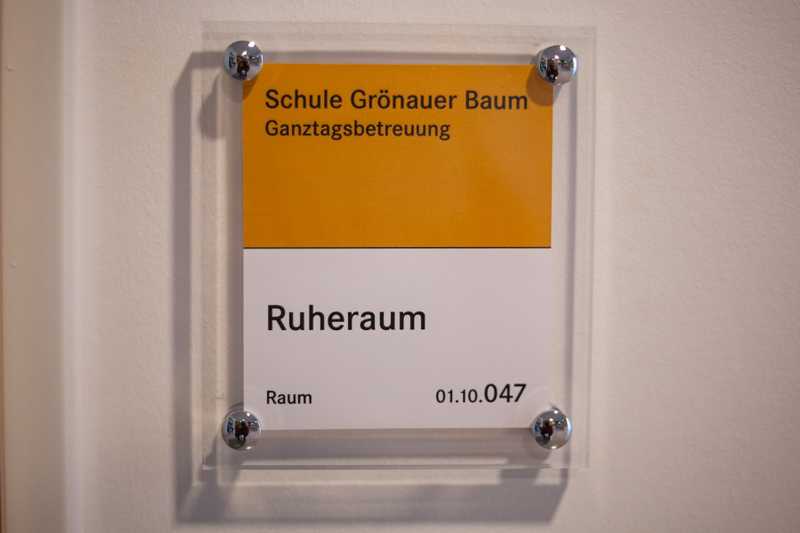 Schule Grönauer Baum
Ganztagsbetreuung
Ruheraum
Raum 01.10.047